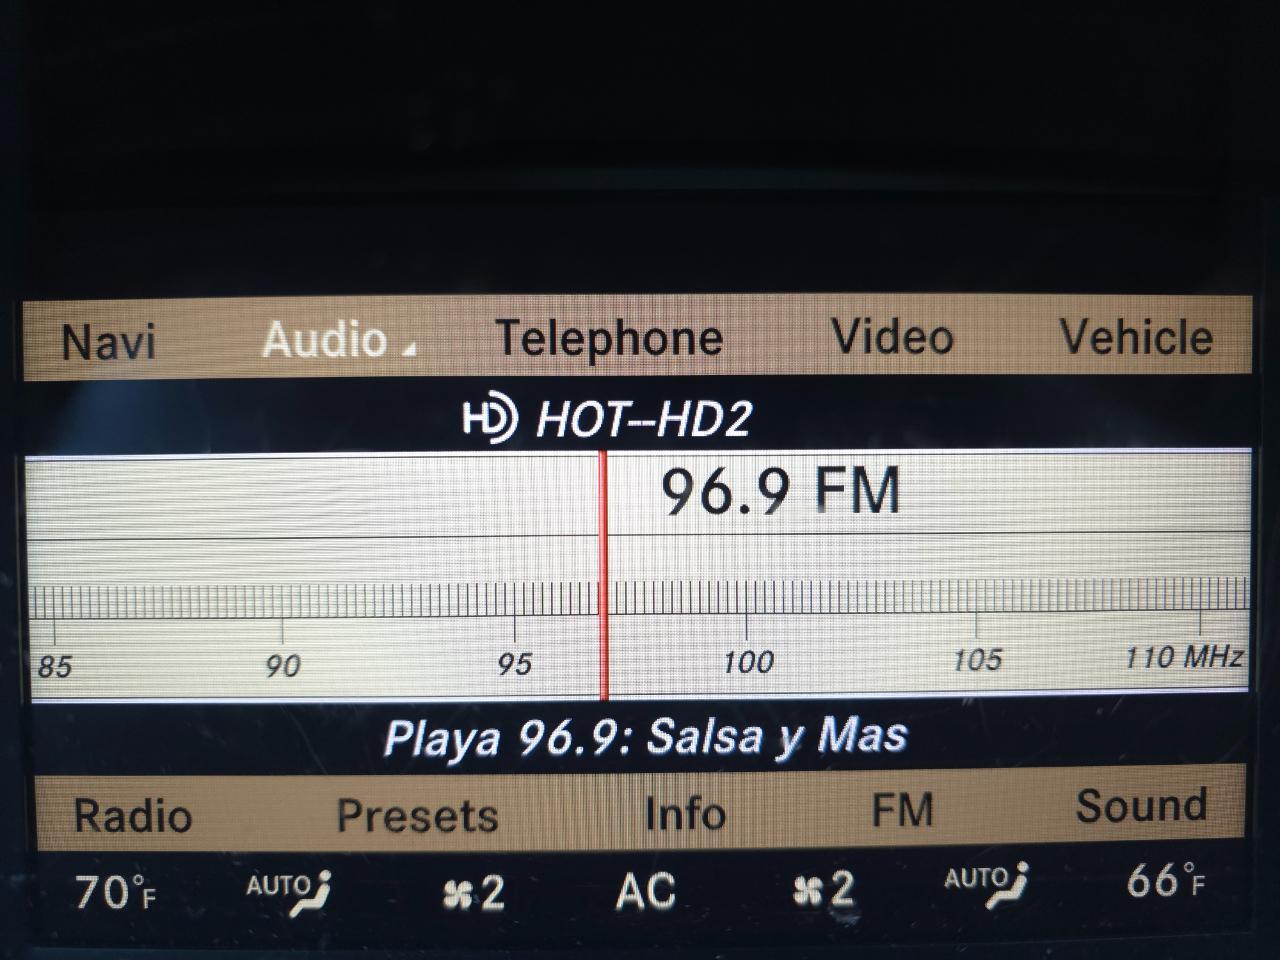 Navi Audio Telephone Video Vehicle
HD HOT--HD2
96.9 FM
85 90 95 100 105 110 MHz
Playa 96.9: Salsa y Mas
Radio Presets Info FM Sound
70°F AUTO 2 AC 2 AUTO 66°F